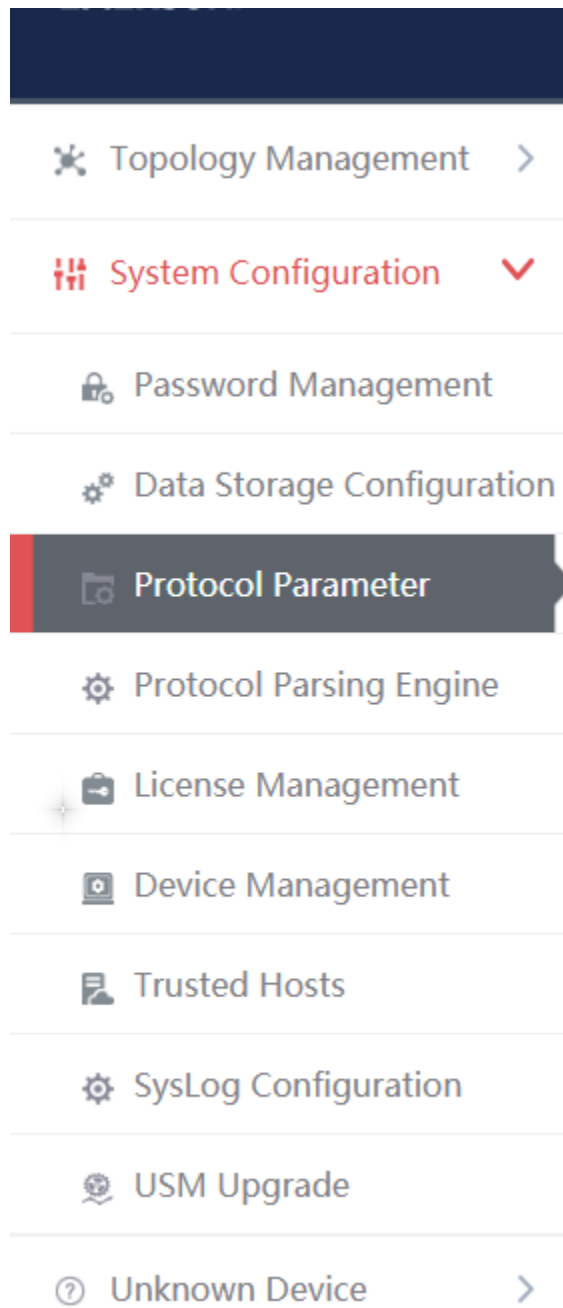 Topology Management
System Configuration
Password Management
Data Storage Configuration
Protocol Parameter
Protocol Parsing Engine
License Management
Device Management
Trusted Hosts
SysLog Configuration
USM Upgrade
Unknown Device